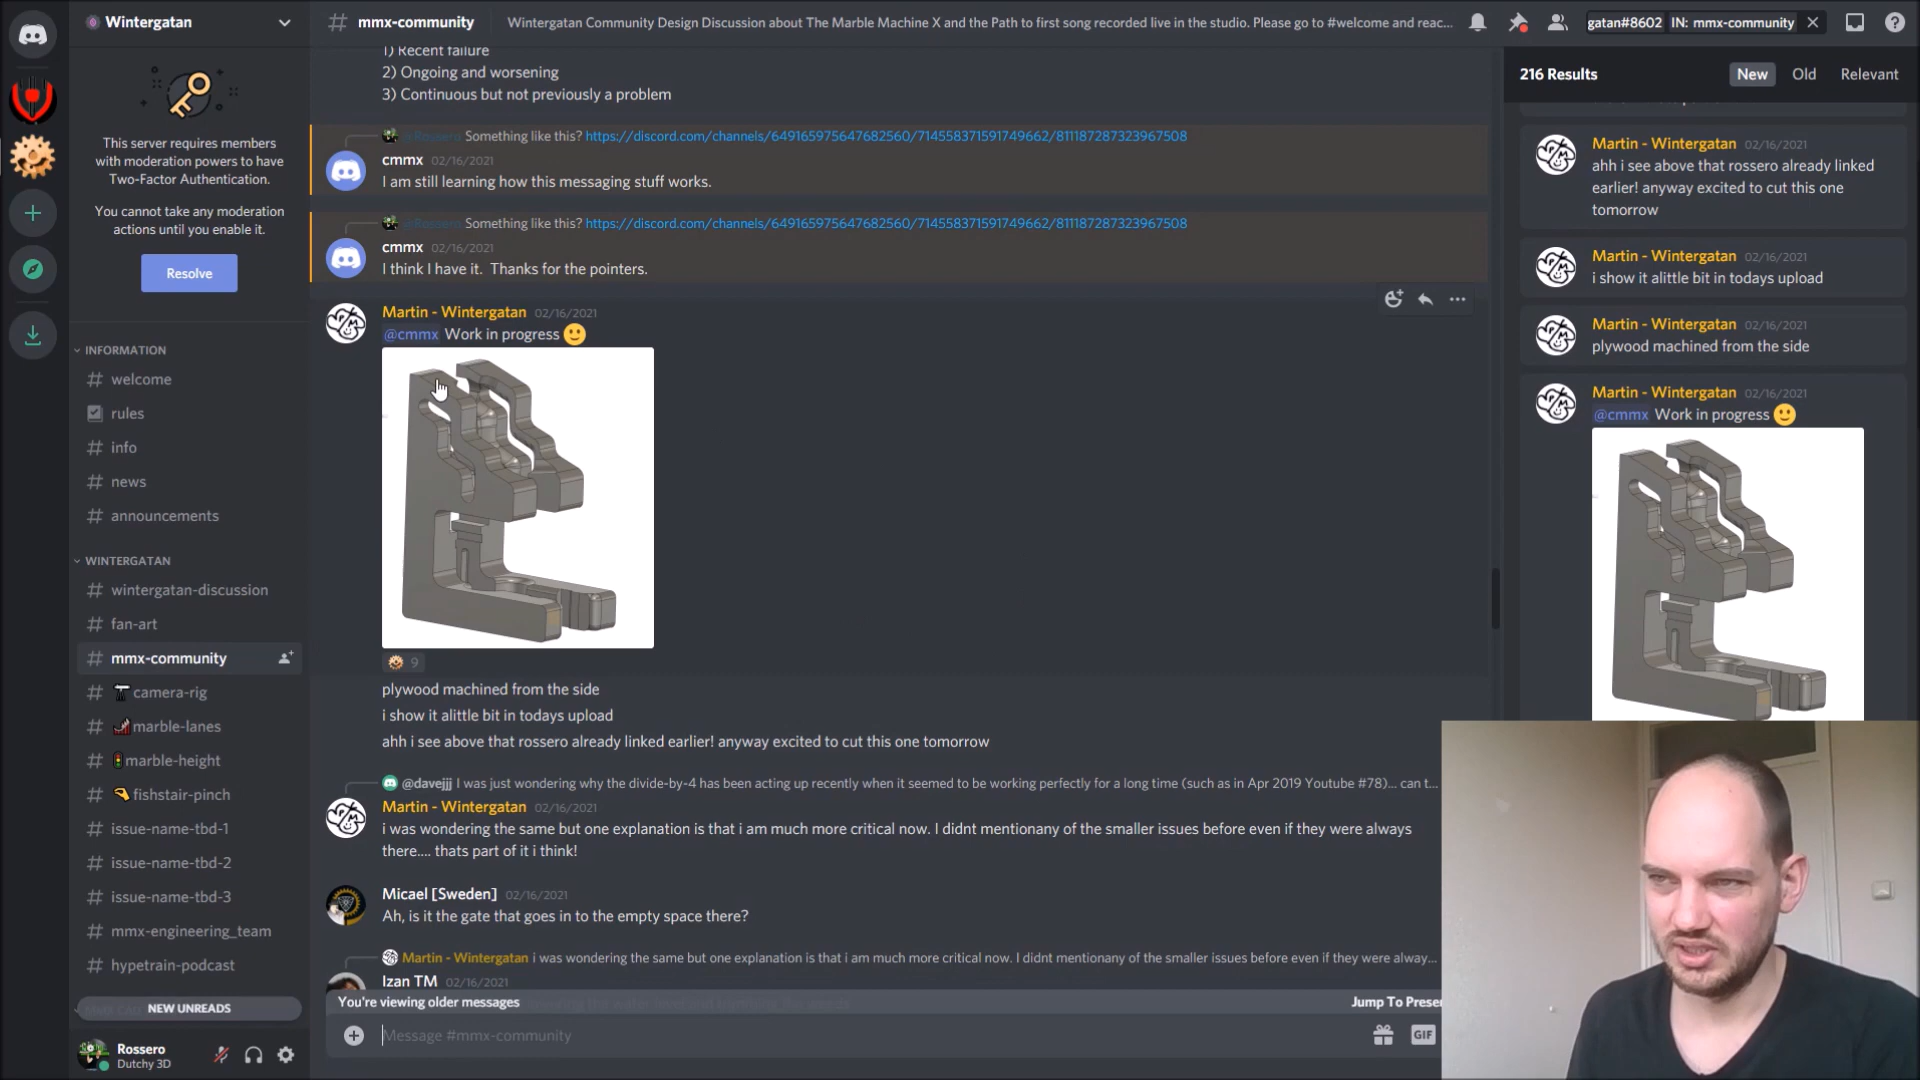 Wintergatan
This server requires members
with moderation powers to have
Two-Factor Authentication.
You cannot take any moderation
actions until you enable it.
Resolve
INFORMATION
# welcome
rules
# info
# news
# announcements
WINTERGATAN
# wintergatan-discussion
# fan-art
# mmx-community
# camera-rig
# marble-lanes
# marble-height
# fishstair-pinch
# issue-name-tbd-1
# issue-name-tbd-2
# issue-name-tbd-3
# mmx-engineering_team
# hypetrain-podcast
NEW UNREADS
Rossero
Dutchy 3D
# mmx-community
Wintergatan Community Design Discussion about The Marble Machine X and the Path to first song recorded live in the studio. Please go to #welcome and reac...
gatan#8602 IN: mmx-community
1) Recent failure
2) Ongoing and worsening
3) Continuous but not previously a problem
Rossero Something like this? https://discord.com/channels/649165975647682560/714558371591749662/811187287323967508
cmmx 02/16/2021
I am still learning how this messaging stuff works.
Rossero Something like this? https://discord.com/channels/649165975647682560/714558371591749662/811187287323967508
cmmx 02/16/2021
I think I have it. Thanks for the pointers.
Martin - Wintergatan 02/16/2021
@cmmx Work in progress 🙂
9
plywood machined from the side
i show it alittle bit in todays upload
ahh i see above that rossero already linked earlier! anyway excited to cut this one tomorrow
@davejjj I was just wondering why the divide-by-4 has been acting up recently when it seemed to be working perfectly for a long time (such as in Apr 2019 Youtube #78)... can t...
Martin - Wintergatan 02/16/2021
i was wondering the same but one explanation is that i am much more critical now. I didnt mentionany of the smaller issues before even if they were always
there.... thats part of it i think!
Micael [Sweden] 02/16/2021
Ah, is it the gate that goes in to the empty space there?
Martin - Wintergatan i was wondering the same but one explanation is that i am much more critical now. I didnt mentionany of the smaller issues before even if they were alway...
Izan TM 02/16/2021
You're viewing older messages
Jump To Presen
Message #mmx-community
GIF
216 Results
New
Old
Relevant
Martin - Wintergatan 02/16/2021
ahh i see above that rossero already linked
earlier! anyway excited to cut this one
tomorrow
Martin - Wintergatan 02/16/2021
i show it alittle bit in todays upload
Martin - Wintergatan 02/16/2021
plywood machined from the side
Martin - Wintergatan 02/16/2021
@cmmx Work in progress 🙂